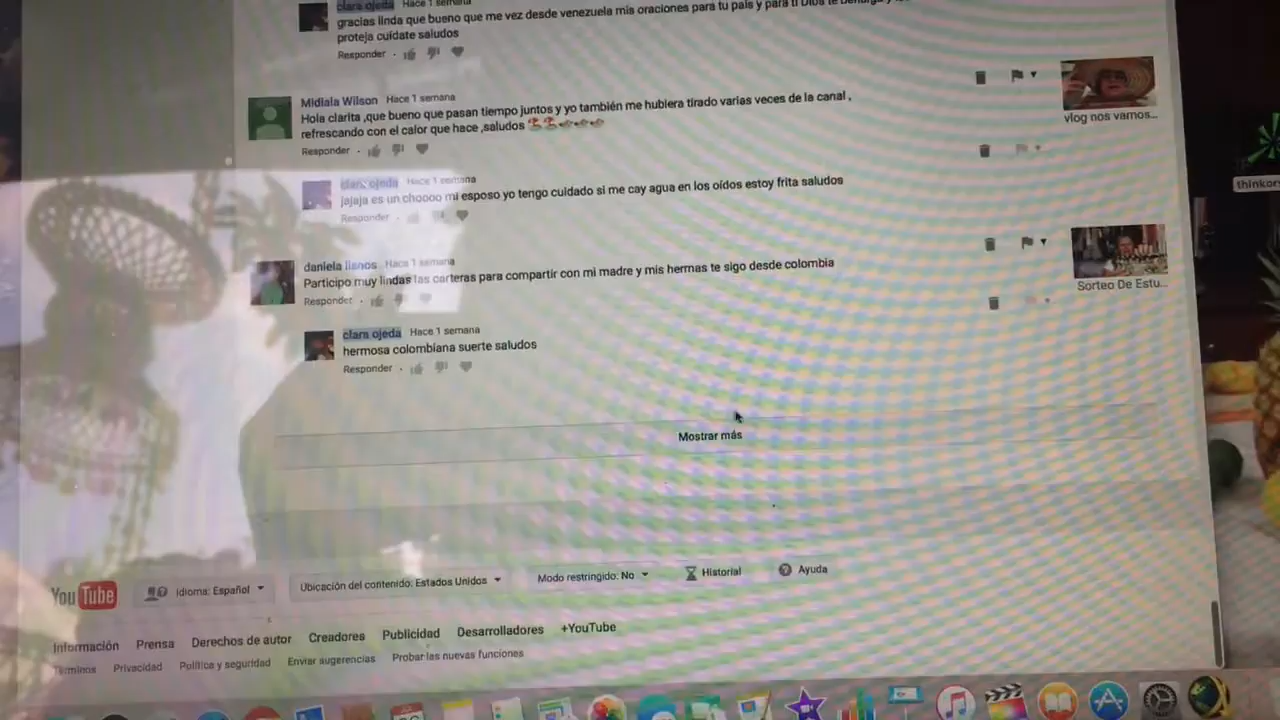 clara ojeda Hace 1 semana
gracias linda que bueno que me vez desde venezuela mis oraciones para tu pais y para ti Dios te
proteja cuídate saludos
Responder
Midiala Wilson Hace 1 semana
Hola clarita ,que bueno que pasan tiempo juntos y yo también me hubiera tirado varias veces de la canal ,
refrescando con el calor que hace ,saludos
Responder
vlog nos vamos...
clara ojeda Hace 1 semana
jajaja es un choooo mi esposo yo tengo cuidado si me cay agua en los oídos estoy frita saludos
Responder
daniela llanos Hace 1 semana
Participo muy lindas las carteras para compartir con mi madre y mis hermas te sigo desde colombia
Responder
Sorteo De Estu...
clara ojeda Hace 1 semana
hermosa colombiana suerte saludos
Responder
Mostrar más
YouTube Idioma: Español Ubicación del contenido: Estados Unidos Modo restringido: No Historial Ayuda
Información Prensa Derechos de autor Creadores Publicidad Desarrolladores +YouTube
Términos Privacidad Política y seguridad Enviar sugerencias Probar las nuevas funciones